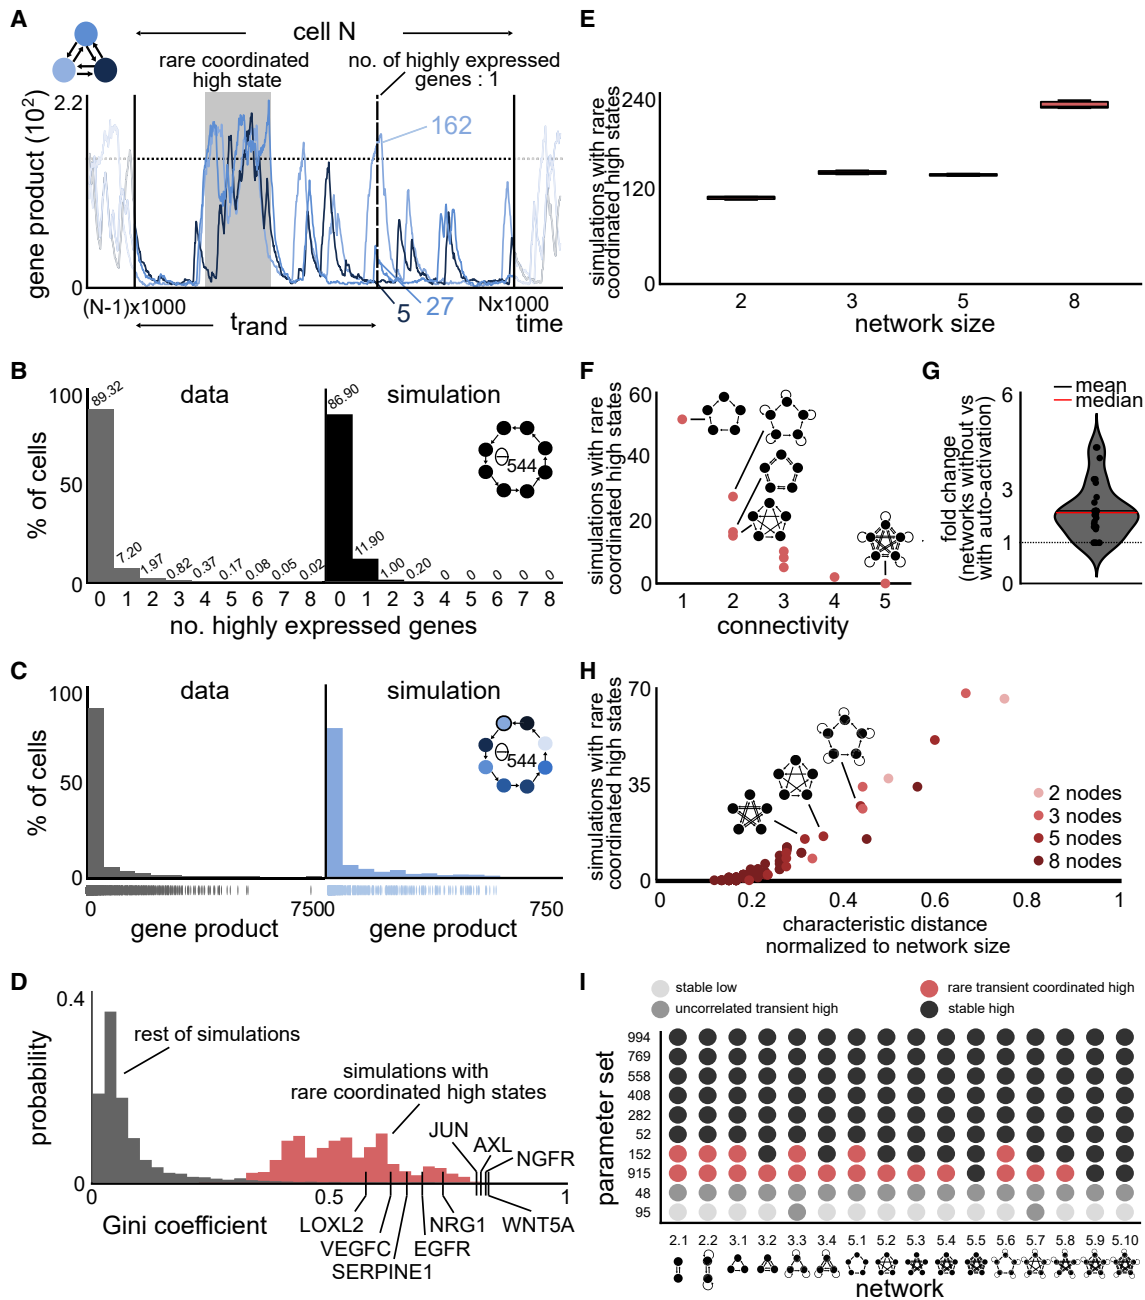 A
cell N
rare coordinated
high state
no. of highly expressed
genes : 1
gene product (10²)
2.2
0
162
27
5
(N-1)x1000
Nx1000
t_rand
time
B
data
simulation
% of cells
100
50
0
89.32
7.20
1.97
0.82
0.37
0.17
0.08
0.05
0.02
86.90
11.90
1.00
0.20
0
0
0
0
0
544
0 1 2 3 4 5 6 7 8 0 1 2 3 4 5 6 7 8
no. highly expressed genes
C
data
simulation
% of cells
100
50
0
544
0
7500
750
gene product
gene product
D
probability
0.4
0
rest of simulations
simulations with
rare coordinated high states
JUN
AXL
NGFR
0
0.5
1
Gini coefficient
LOXL2
VEGFC
SERPINE1
EGFR
NRG1
WNT5A
E
simulations with rare
coordinated high states
240
120
0
2 3 5 8
network size
F
simulations with rare
coordinated high states
60
40
20
0
1 2 3 4 5
connectivity
G
mean
median
fold change
(networks without vs
with auto-activation)
6
3
1
0
H
simulations with rare
coordinated high states
70
35
0
2 nodes
3 nodes
5 nodes
8 nodes
0 0.2 0.4 0.6 0.8 1
characteristic distance
normalized to network size
I
stable low
uncorrelated transient high
rare transient coordinated high
stable high
parameter set
994
769
558
408
282
52
152
915
48
95
2.1 2.2 3.1 3.2 3.3 3.4 5.1 5.2 5.3 5.4 5.5 5.6 5.7 5.8 5.9 5.10
network